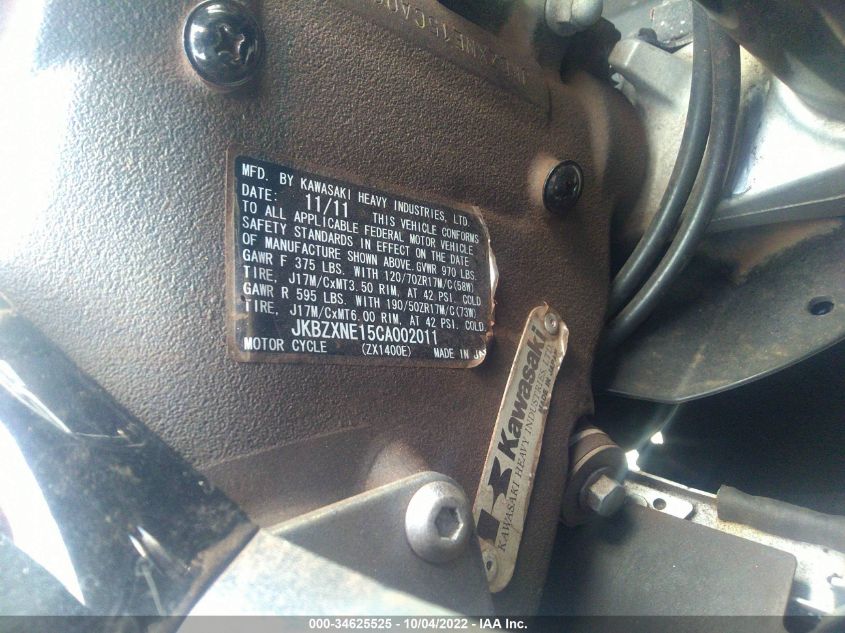 MFD. BY KAWASAKI HEAVY INDUSTRIES, LTD.
DATE: 11/11 THIS VEHICLE CONFORMS
TO ALL APPLICABLE FEDERAL MOTOR VEHICLE
SAFETY STANDARDS IN EFFECT ON THE DATE
OF MANUFACTURE SHOWN ABOVE. GVWR 970 LBS.
GAWR F 375 LBS. WITH 120/70ZR17M/C(58W)
TIRE, J17M/CxMT3.50 RIM, AT 42 PSI. COLD
GAWR R 595 LBS. WITH 190/50ZR17M/C(73W)
TIRE, J17M/CxMT6.00 RIM, AT 42 PSI. COLD
JKBZXNE15CA002011
MOTOR CYCLE (ZX1400E) MADE IN
Kawasaki
KAWASAKI HEAVY INDUSTRIES, LTD.
000-34625525 - 10/04/2022 - IAA Inc.